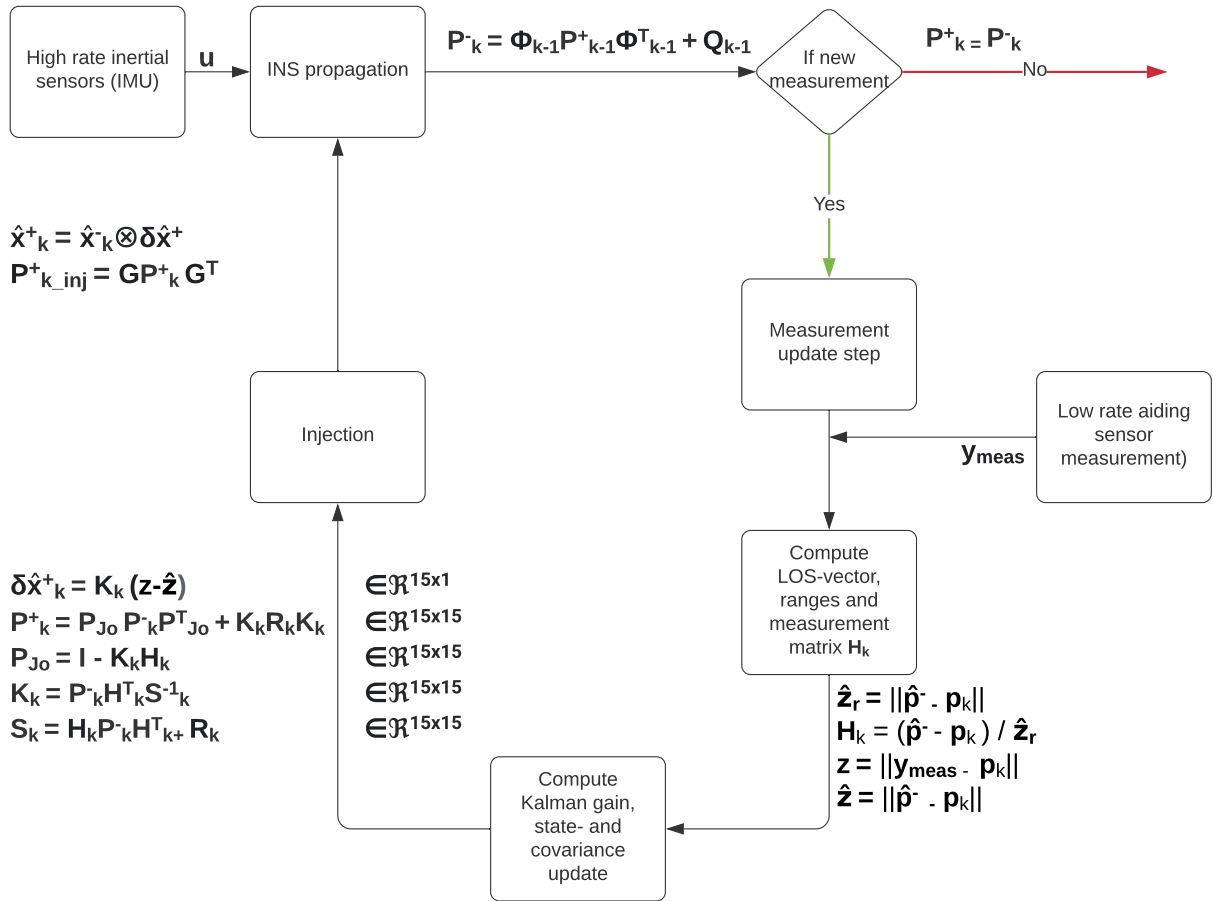 High rate inertial
sensors (IMU)
u
INS propagation
P⁻ₖ = Φₖ₋₁P⁺ₖ₋₁Φᵀₖ₋₁ + Qₖ₋₁
If new
measurement
P⁺ₖ = P⁻ₖ
No
Yes
x̂⁺ₖ = x̂⁻ₖ⊗δx̂⁺
P⁺k_inj = GP⁺ₖ Gᵀ
Measurement
update step
Injection
Low rate aiding
sensor
measurement)
y_meas
Compute
LOS-vector,
ranges and
measurement
matrix Hₖ
δx̂⁺ₖ = Kₖ (z-ẑ) ∈ℜ¹⁵ˣ¹
P⁺ₖ = P_Jo P⁻ₖPᵀ_Jo + KₖRₖKₖ ∈ℜ¹⁵ˣ¹⁵
P_Jo = I - KₖHₖ ∈ℜ¹⁵ˣ¹⁵
Kₖ = P⁻ₖHᵀₖS⁻¹ₖ ∈ℜ¹⁵ˣ¹⁵
Sₖ = HₖP⁻ₖHᵀₖ₊ Rₖ ∈ℜ¹⁵ˣ¹⁵
ẑᵣ = ||p̂⁻ - pₖ||
Hₖ = (p̂⁻ - pₖ ) / ẑᵣ
z = ||y_meas - pₖ||
ẑ = ||p̂⁻ - pₖ||
Compute
Kalman gain,
state- and
covariance
update